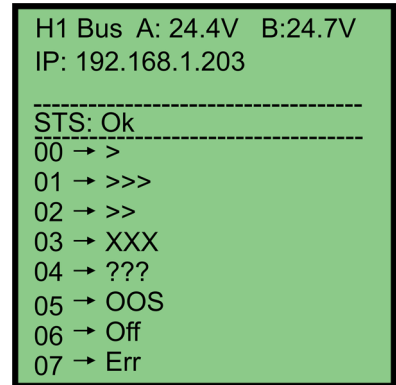 H1 Bus A: 24.4V B:24.7V
IP: 192.168.1.203
--------------------------------
STS: Ok
--------------------------------
00 → >
01 → >>>
02 → >>
03 → XXX
04 → ???
05 → OOS
06 → Off
07 → Err